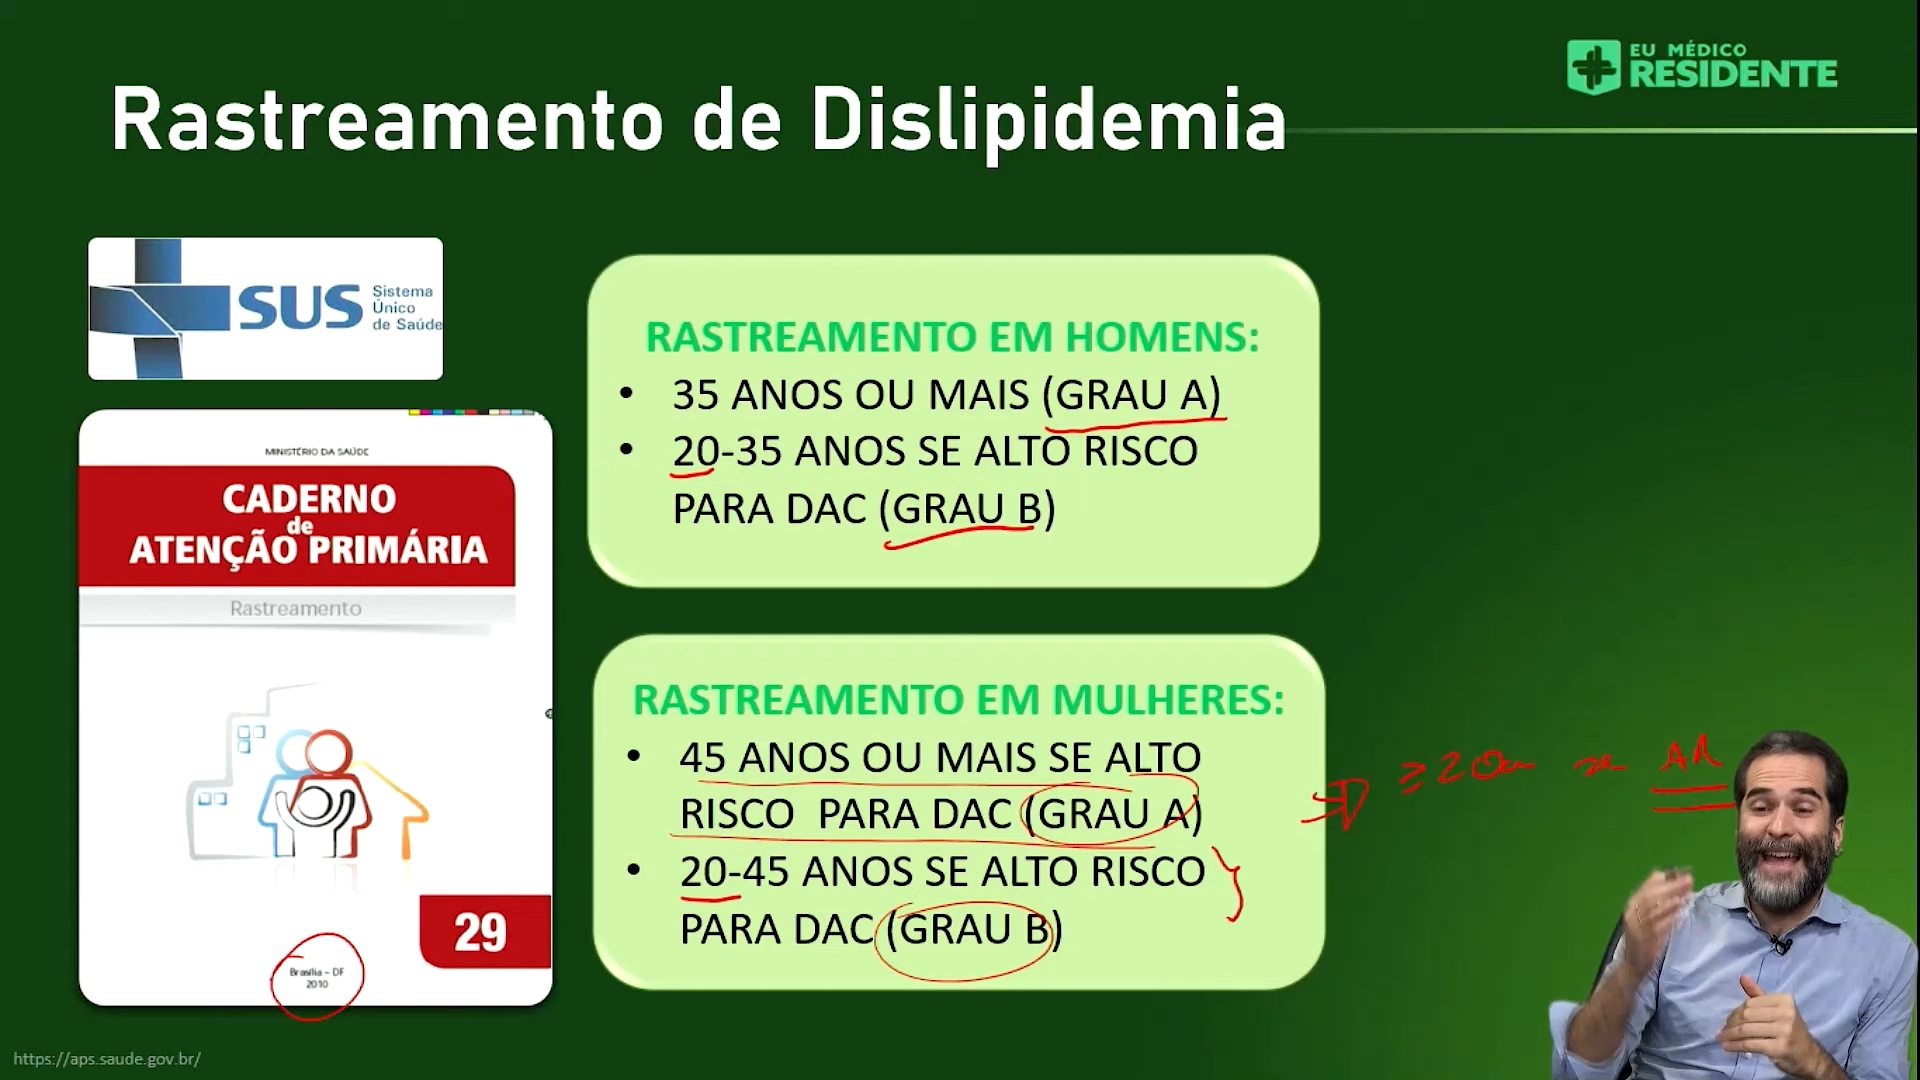 EU MÉDICO
RESIDENTE
Rastreamento de Dislipidemia
SUS
Sistema
Único
de Saúde
MINISTÉRIO DA SAÚDE
CADERNO
de
ATENÇÃO PRIMÁRIA
Rastreamento
29
Brasília - DF
2010
RASTREAMENTO EM HOMENS:
• 35 ANOS OU MAIS (GRAU A)
• 20-35 ANOS SE ALTO RISCO
PARA DAC (GRAU B)
RASTREAMENTO EM MULHERES:
• 45 ANOS OU MAIS SE ALTO
RISCO PARA DAC (GRAU A)
• 20-45 ANOS SE ALTO RISCO
PARA DAC (GRAU B)
≥20a se AR
https://aps.saude.gov.br/